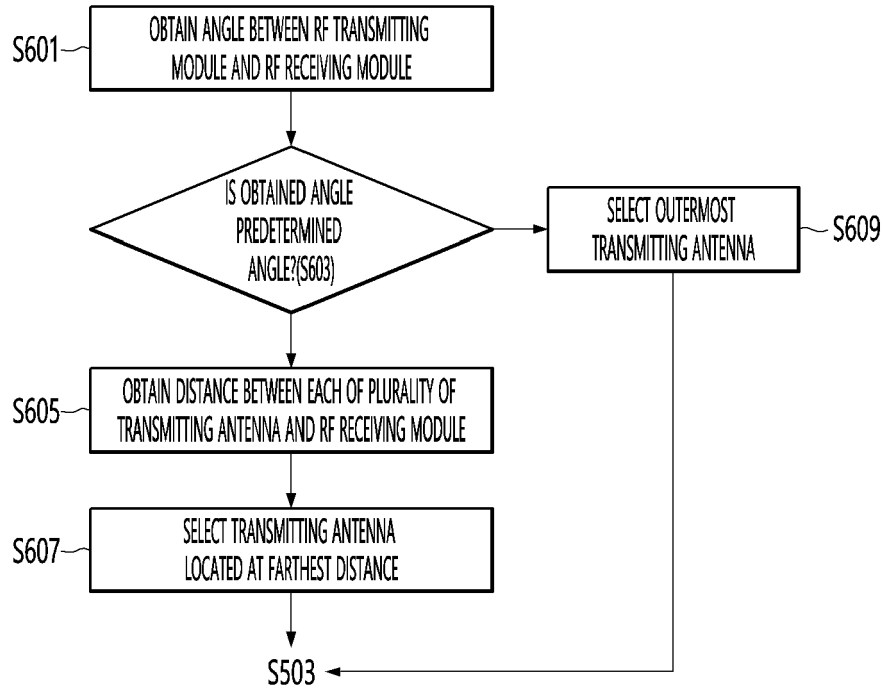 S601
OBTAIN ANGLE BETWEEN RF TRANSMITTING
MODULE AND RF RECEIVING MODULE
IS OBTAINED ANGLE
PREDETERMINED
ANGLE?(S603)
SELECT OUTERMOST
TRANSMITTING ANTENNA
S609
S605
OBTAIN DISTANCE BETWEEN EACH OF PLURALITY OF
TRANSMITTING ANTENNA AND RF RECEIVING MODULE
S607
SELECT TRANSMITTING ANTENNA
LOCATED AT FARTHEST DISTANCE
S503